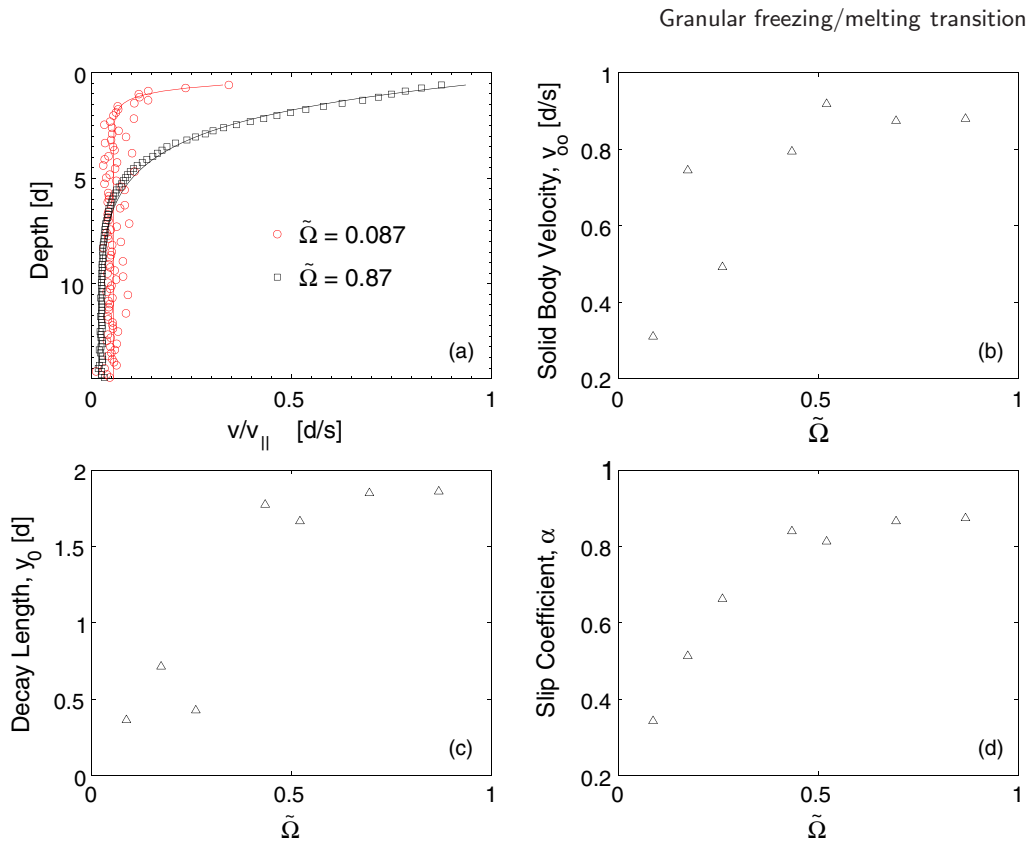 Granular freezing/melting transition
0
5
10
Depth [d]
Ω̃ = 0.087
Ω̃ = 0.87
(a)
0 0.5 1
v/v|| [d/s]
1
0.8
0.6
0.4
0.2
Solid Body Velocity, v∞ [d/s]
(b)
0 0.5 1
Ω̃
2
1.5
1
0.5
0
Decay Length, y0 [d]
(c)
0 0.5 1
Ω̃
1
0.8
0.6
0.4
0.2
Slip Coefficient, α
(d)
0 0.5 1
Ω̃